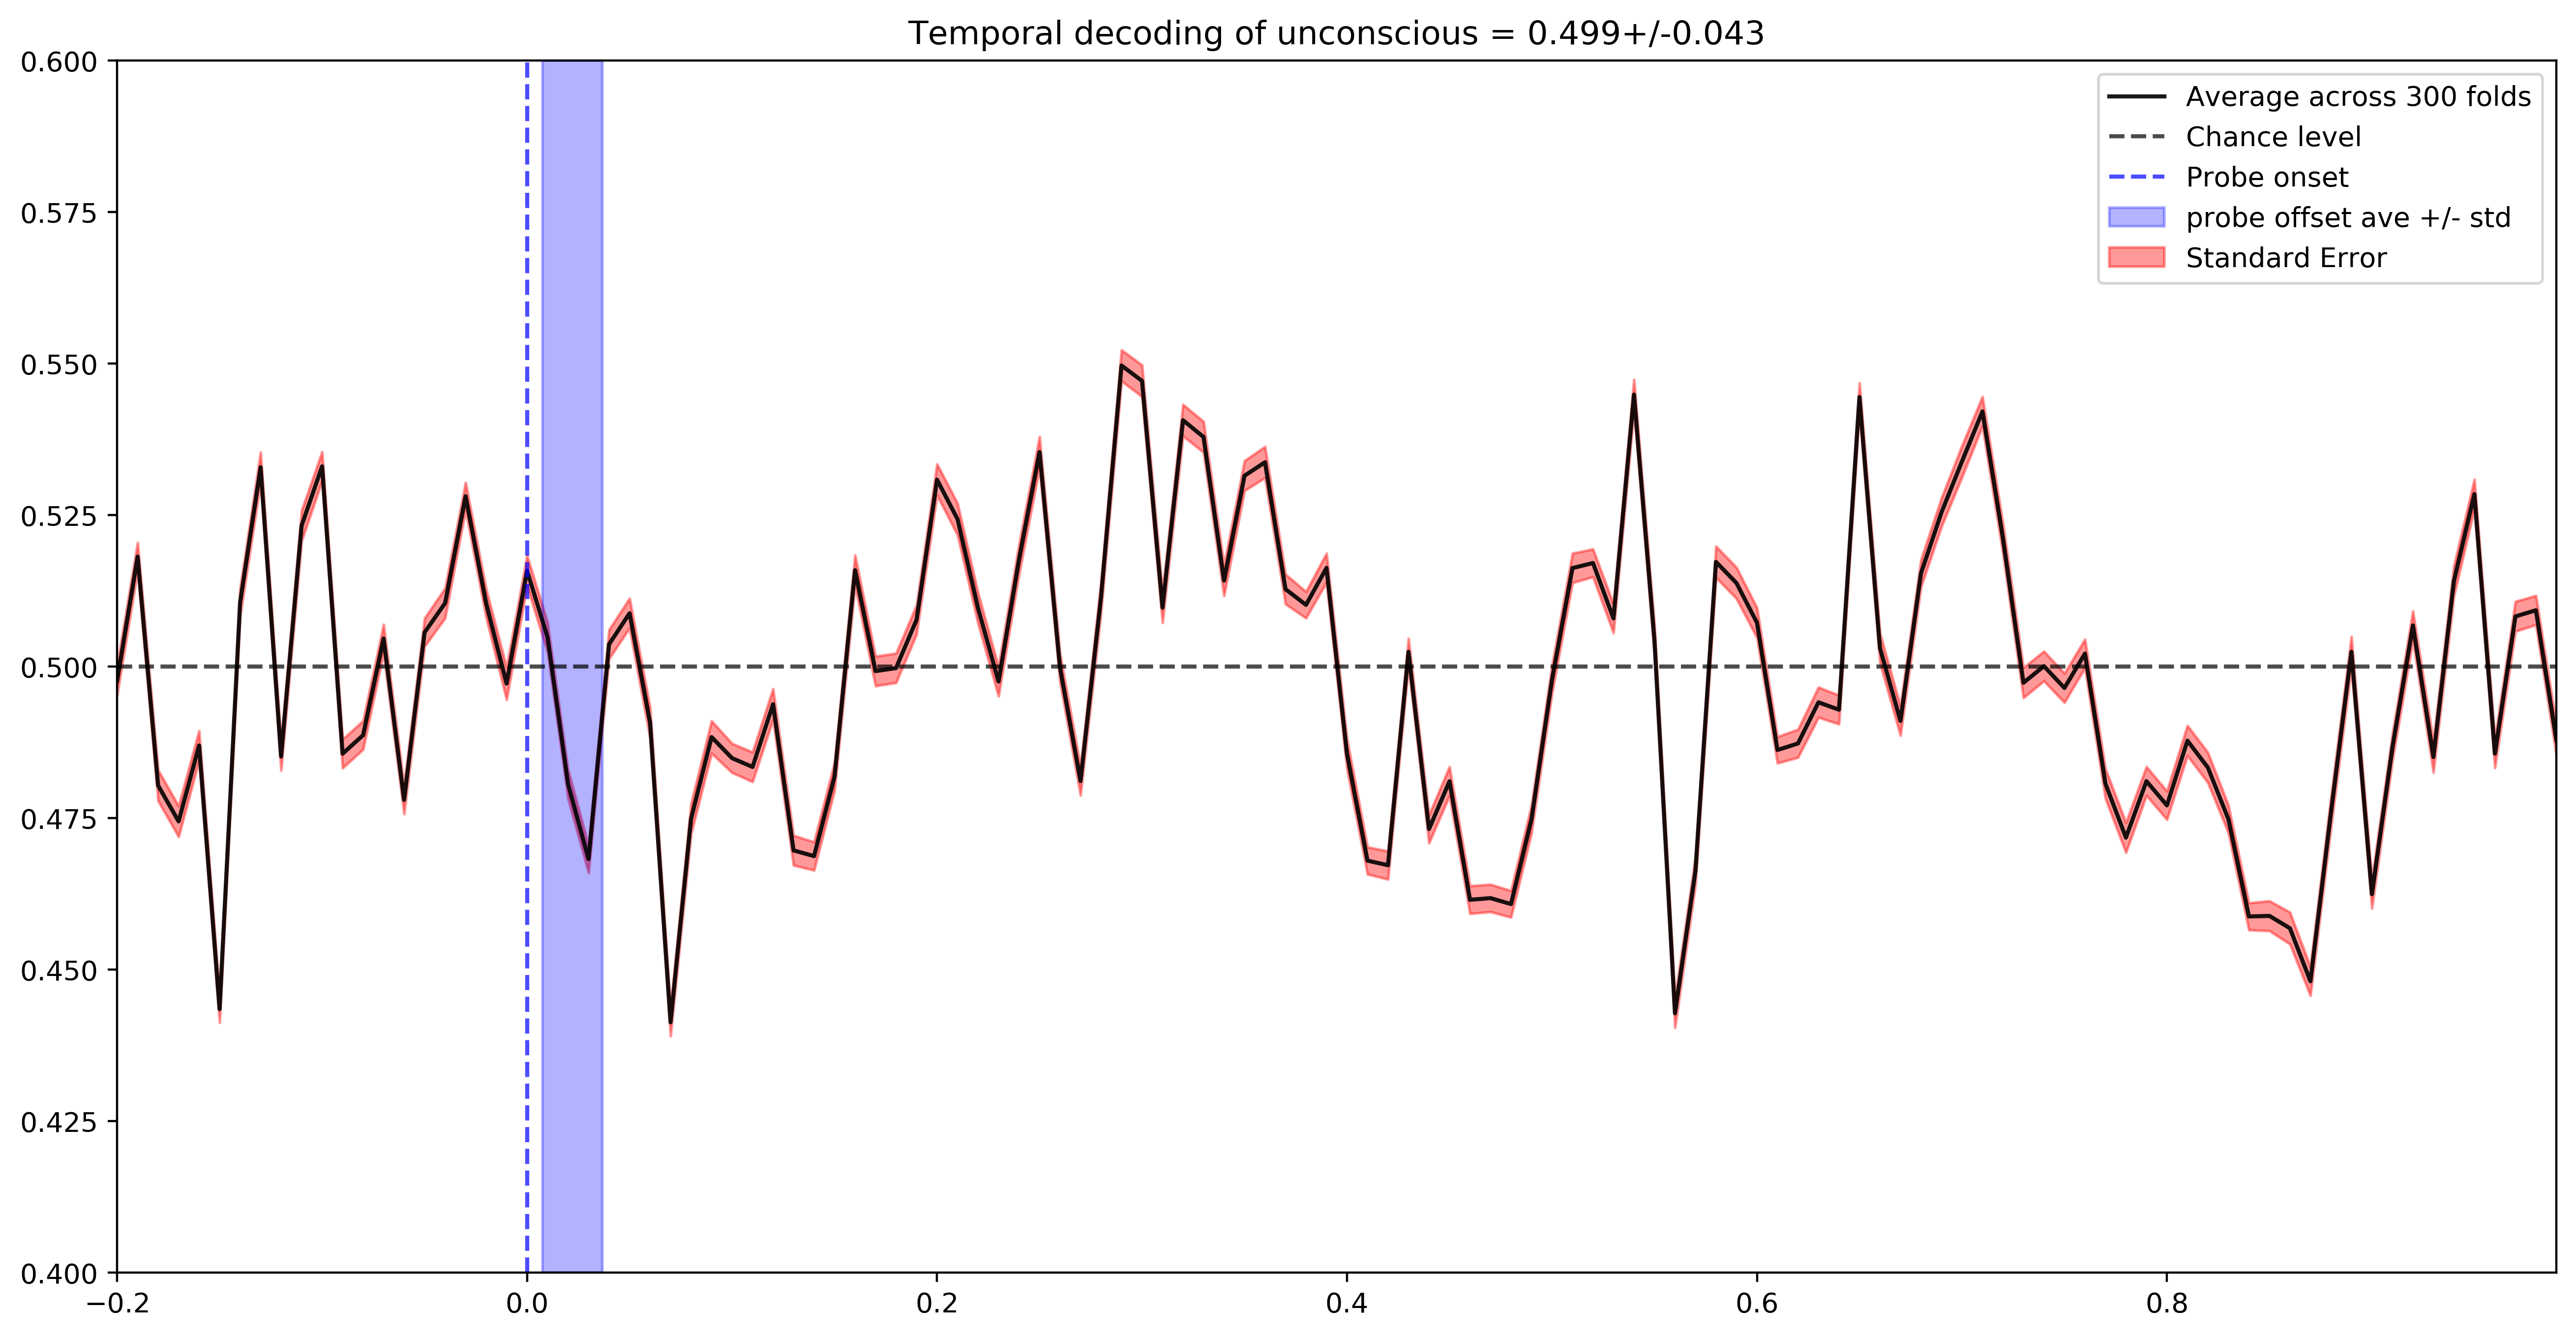 Temporal decoding of unconscious = 0.499+/-0.043
0.600
0.575
0.550
0.525
0.500
0.475
0.450
0.425
0.400
−0.2
0.0
0.2
0.4
0.6
0.8
Average across 300 folds
Chance level
Probe onset
probe offset ave +/- std
Standard Error